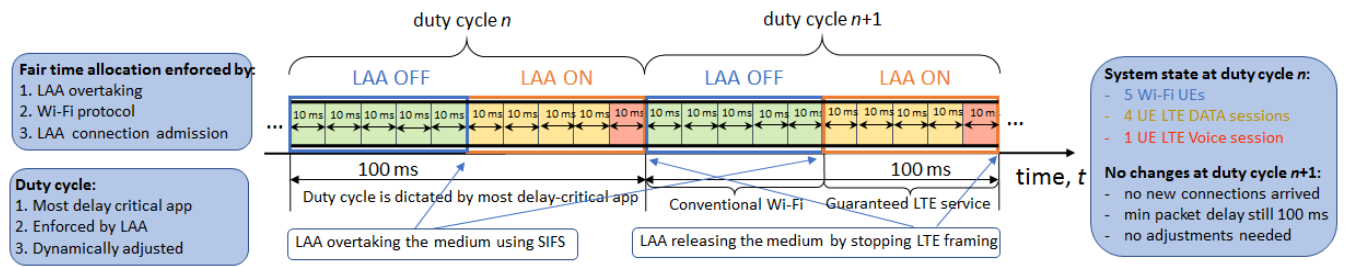 duty cycle n
duty cycle n+1
Fair time allocation enforced by:
1. LAA overtaking
2. Wi-Fi protocol
3. LAA connection admission
Duty cycle:
1. Most delay critical app
2. Enforced by LAA
3. Dynamically adjusted
LAA OFF
LAA ON
LAA OFF
LAA ON
...
10 ms 10 ms 10 ms 10 ms 10 ms 10 ms 10 ms 10 ms 10 ms 10 ms 10 ms 10 ms 10 ms 10 ms 10 ms 10 ms 10 ms 10 ms 10 ms 10 ms
...
100 ms
100 ms
time, t
Duty cycle is dictated by most delay-critical app
Conventional Wi-Fi
Guaranteed LTE service
LAA overtaking the medium using SIFS
LAA releasing the medium by stopping LTE framing
System state at duty cycle n:
- 5 Wi-Fi UEs
- 4 UE LTE DATA sessions
- 1 UE LTE Voice session
No changes at duty cycle n+1:
- no new connections arrived
- min packet delay still 100 ms
- no adjustments needed